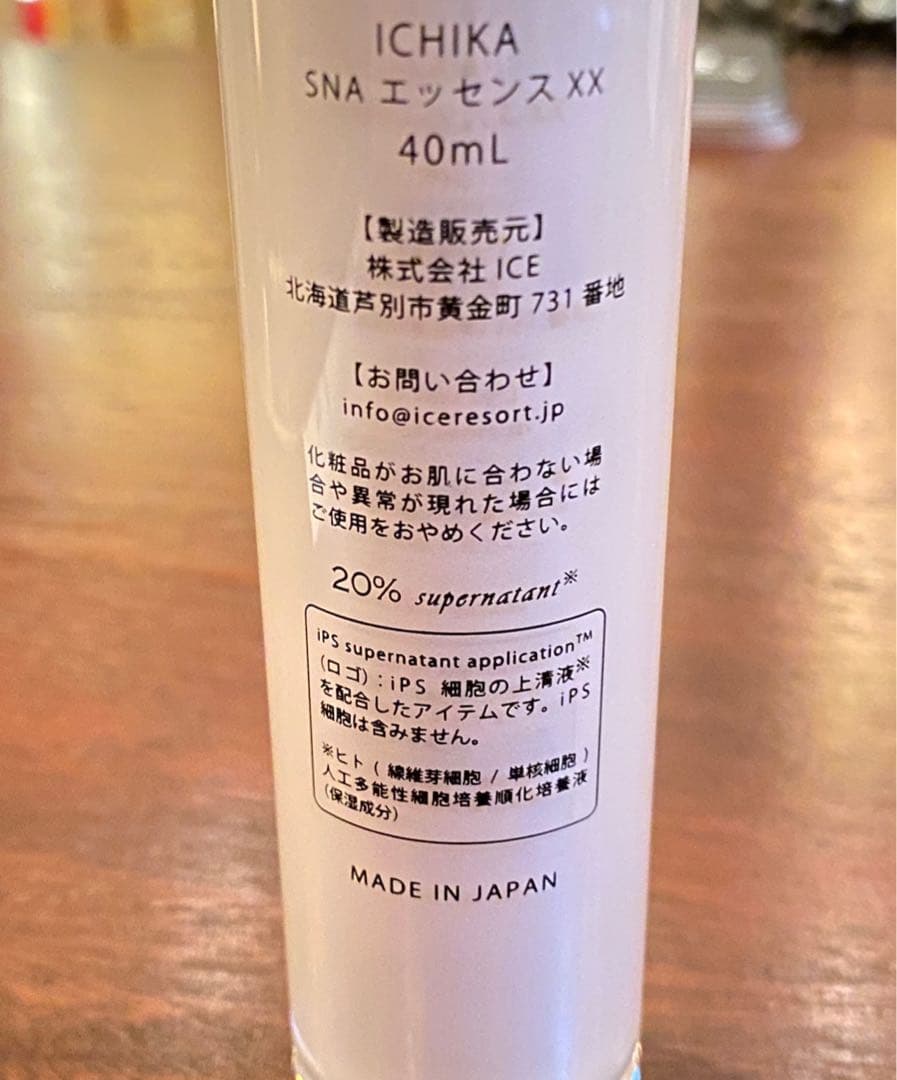 ICHIKA
SNA エッセンス XX
40mL
【製造販売元】
株式会社 ICE
北海道芦別市黄金町 731 番地
【お問い合わせ】
info@iceresort.jp
化粧品がお肌に合わない場
合や異常が現れた場合には
ご使用をおやめください。
20% supernatant※
iPS supernatant application™
(ロゴ)：iPS 細胞の上清液※
を配合したアイテムです。iPS
細胞は含みません。
※ヒト ( 線維芽細胞 / 単核細胞 )
人工多能性細胞培養順化培養液
(保湿成分)
MADE IN JAPAN